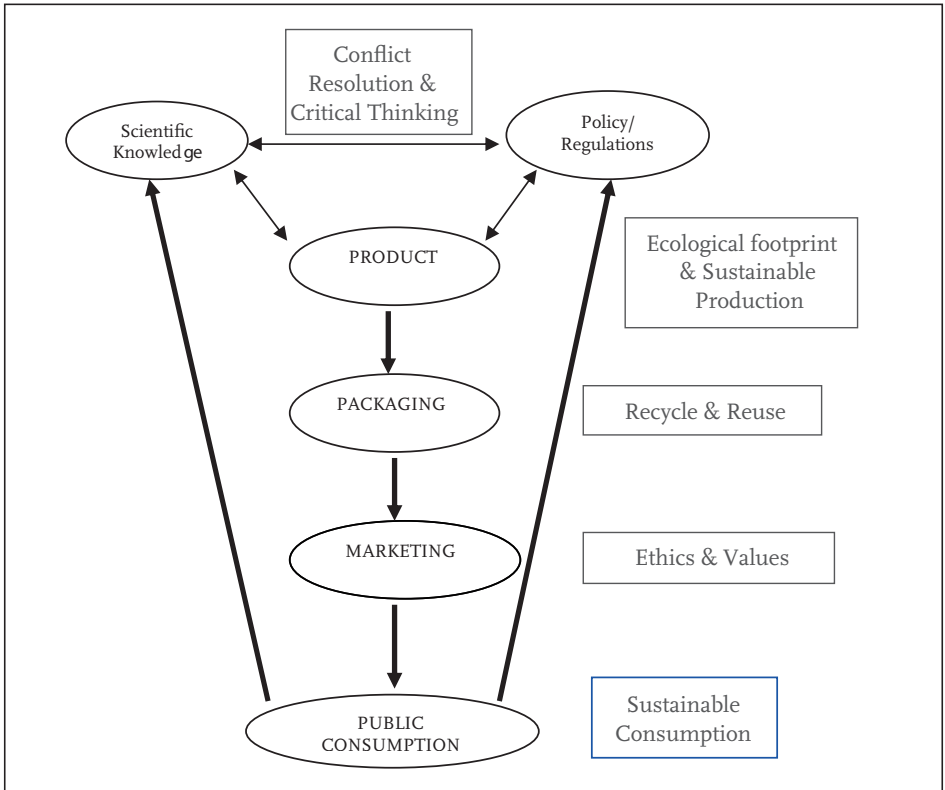 Conflict
Resolution &
Critical Thinking
Scientific
Knowledge
Policy/
Regulations
PRODUCT
Ecological footprint
& Sustainable
Production
PACKAGING
Recycle & Reuse
MARKETING
Ethics & Values
PUBLIC
CONSUMPTION
Sustainable
Consumption